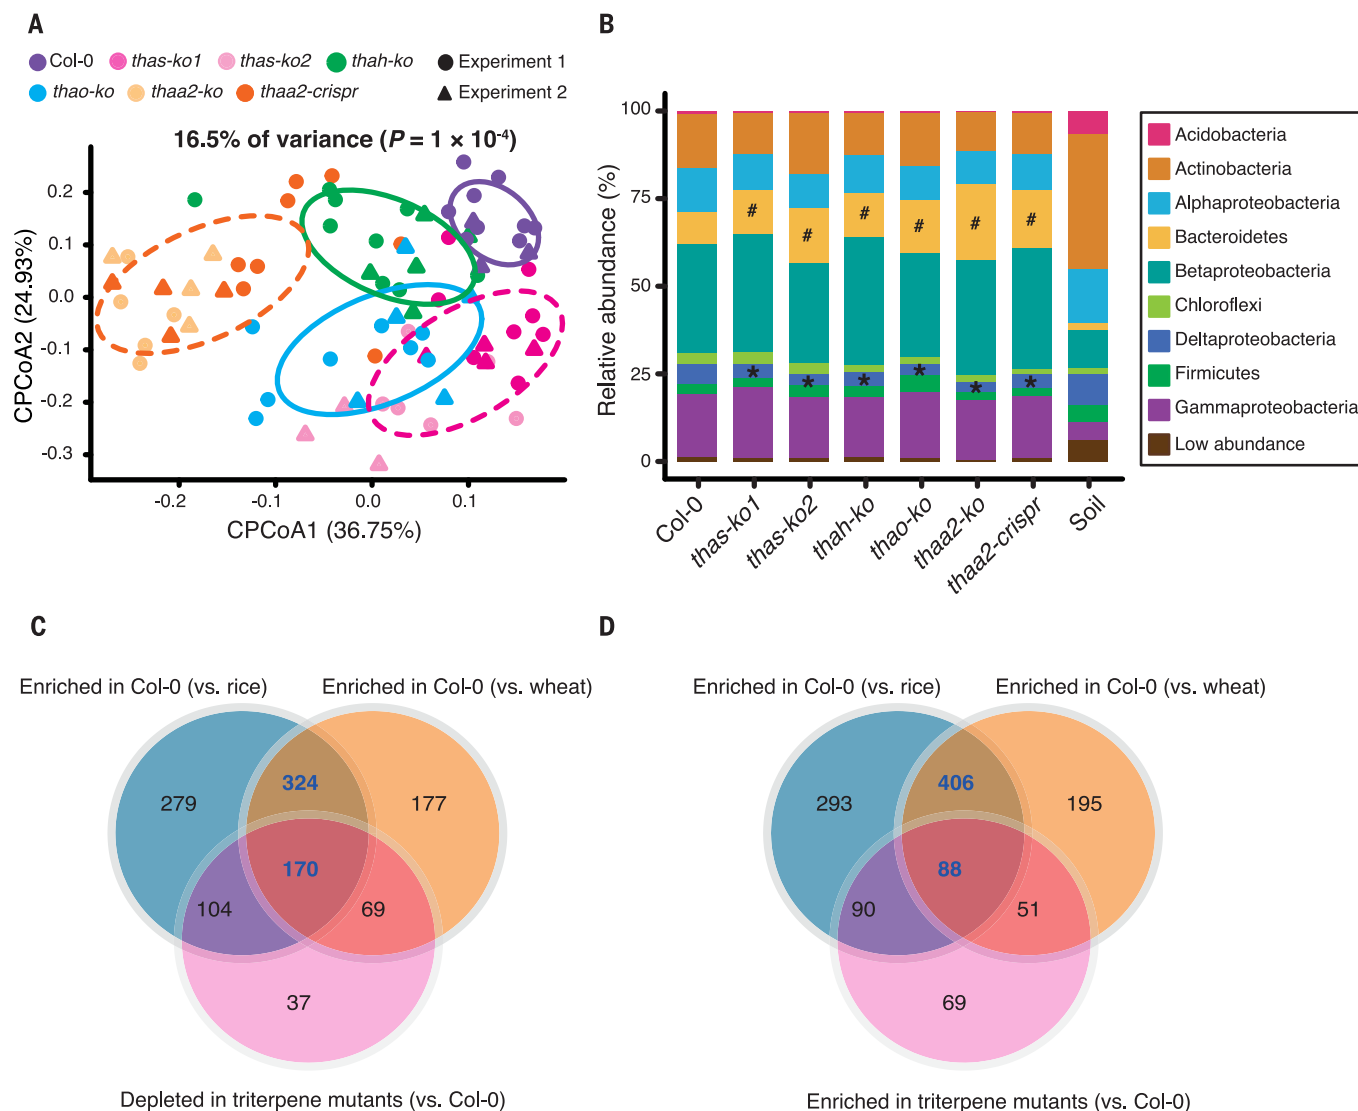 A
Col-0 thas-ko1 thas-ko2 thah-ko Experiment 1
thao-ko thaa2-ko thaa2-crispr Experiment 2
16.5% of variance (P = 1 × 10-4)
0.2
0.1
0.0
-0.1
-0.2
-0.3
CPCoA2 (24.93%)
-0.2 -0.1 0.0 0.1
CPCoA1 (36.75%)
B
100
75
50
25
0
Relative abundance (%)
# # # # # #
* * * * * *
Col-0 thas-ko1 thas-ko2 thah-ko thao-ko thaa2-ko thaa2-crispr Soil
Acidobacteria
Actinobacteria
Alphaproteobacteria
Bacteroidetes
Betaproteobacteria
Chloroflexi
Deltaproteobacteria
Firmicutes
Gammaproteobacteria
Low abundance
C
Enriched in Col-0 (vs. rice) Enriched in Col-0 (vs. wheat)
324
279 177
170
104 69
37
Depleted in triterpene mutants (vs. Col-0)
D
Enriched in Col-0 (vs. rice) Enriched in Col-0 (vs. wheat)
406
293 195
88
90 51
69
Enriched in triterpene mutants (vs. Col-0)